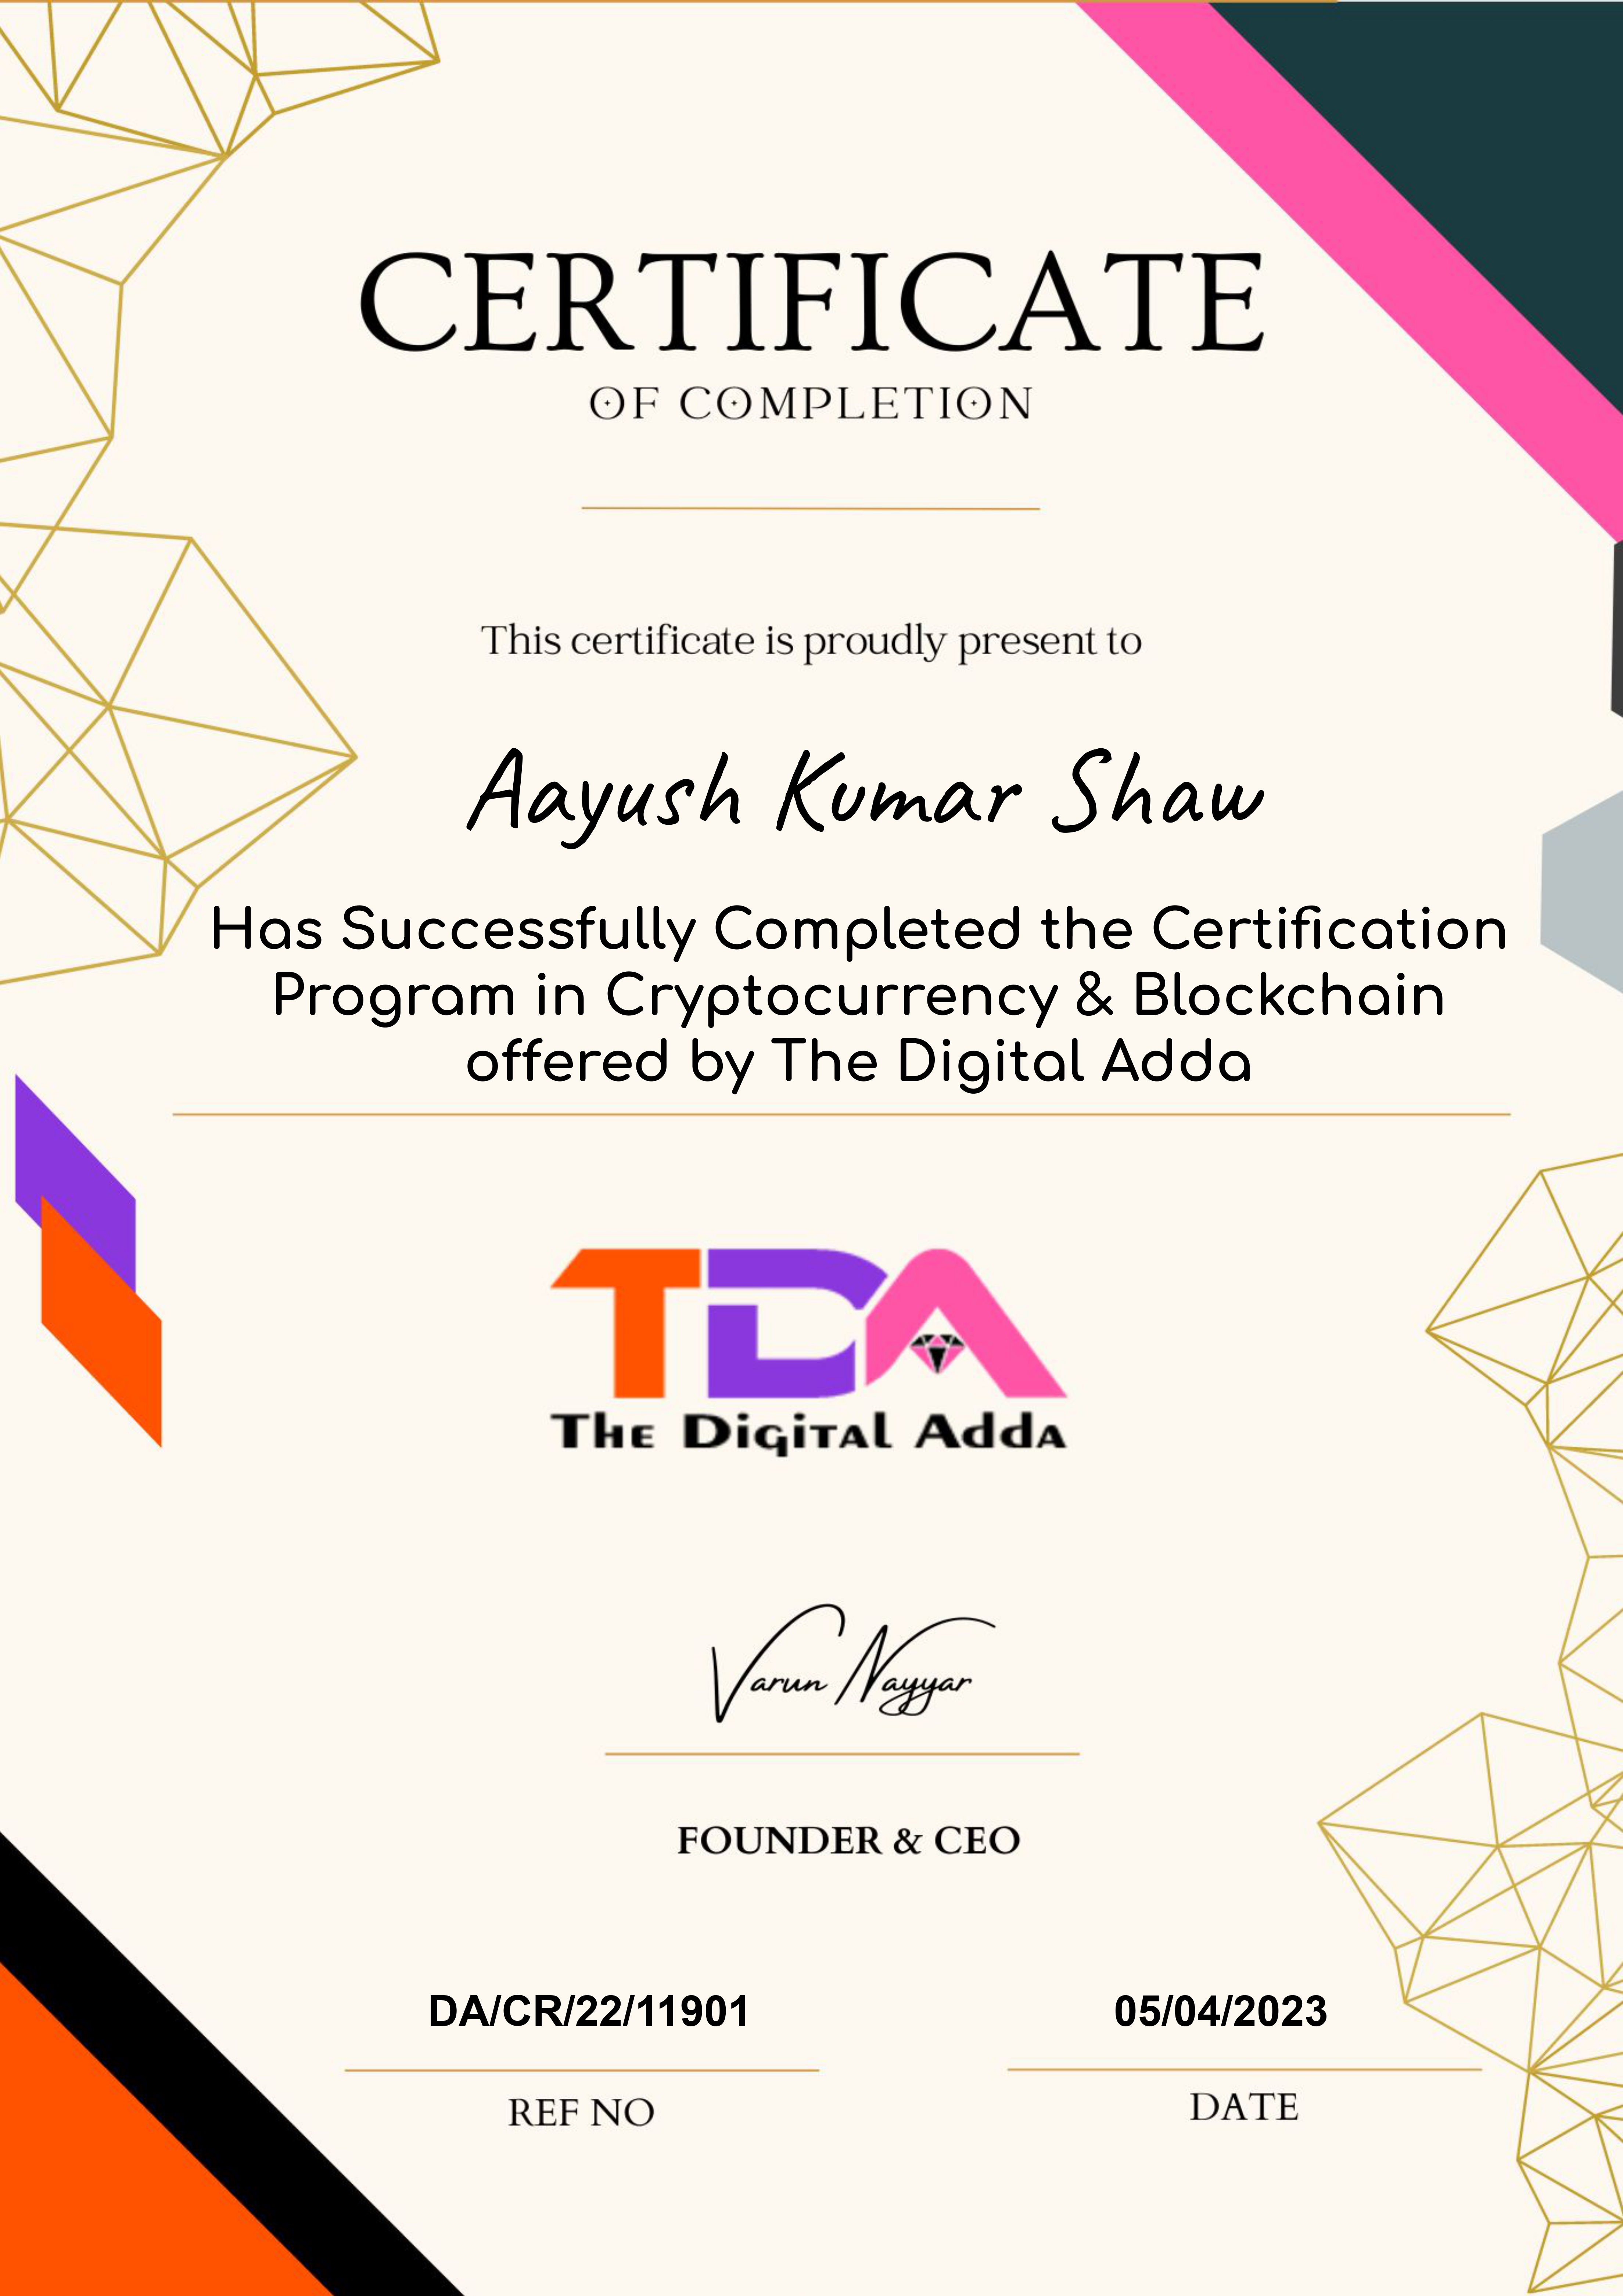 CERTIFICATE
OF COMPLETION
This certificate is proudly present to
Aayush Kumar Shaw
Has Successfully Completed the Certification
Program in Cryptocurrency & Blockchain
offered by The Digital Adda
TDA
The Digital Adda
Varun Nayyar
FOUNDER & CEO
DA/CR/22/11901
05/04/2023
REF NO
DATE